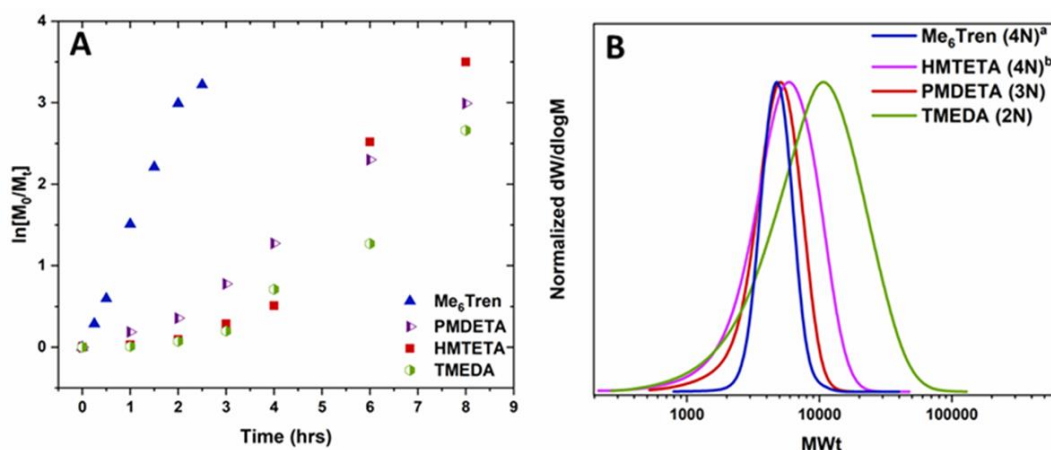 A
ln[M₀/Mₜ]
4
3
2
1
0
Me₆Tren
PMDETA
HMTETA
TMEDA
0 1 2 3 4 5 6 7 8 9
Time (hrs)
B
Normalized dW/dlogM
Me₆Tren (4N)ᵃ
HMTETA (4N)ᵇ
PMDETA (3N)
TMEDA (2N)
1000 10000 100000
MWt